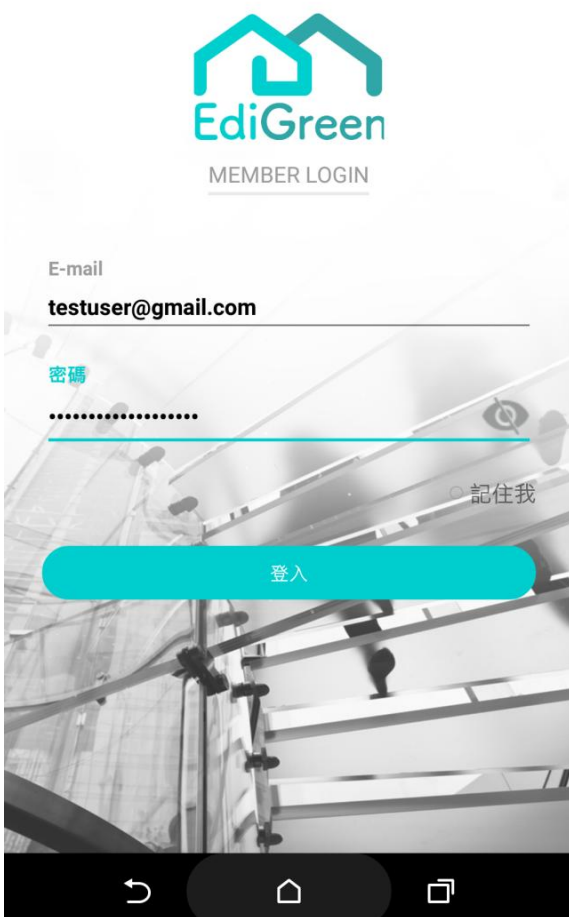 EdiGreen
MEMBER LOGIN
E-mail
testuser@gmail.com
密碼
•••••••••••••••••••
記住我
登入